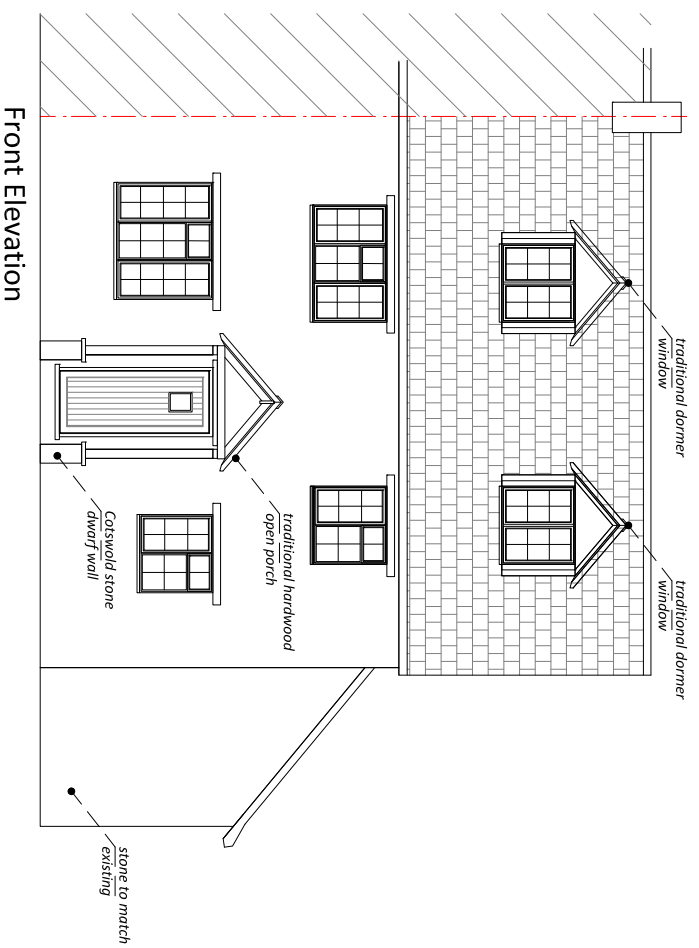 traditional dormer
window
traditional dormer
window
traditional hardwood
open porch
Cotswold stone
dwarf wall
stone to match
existing
Front Elevation